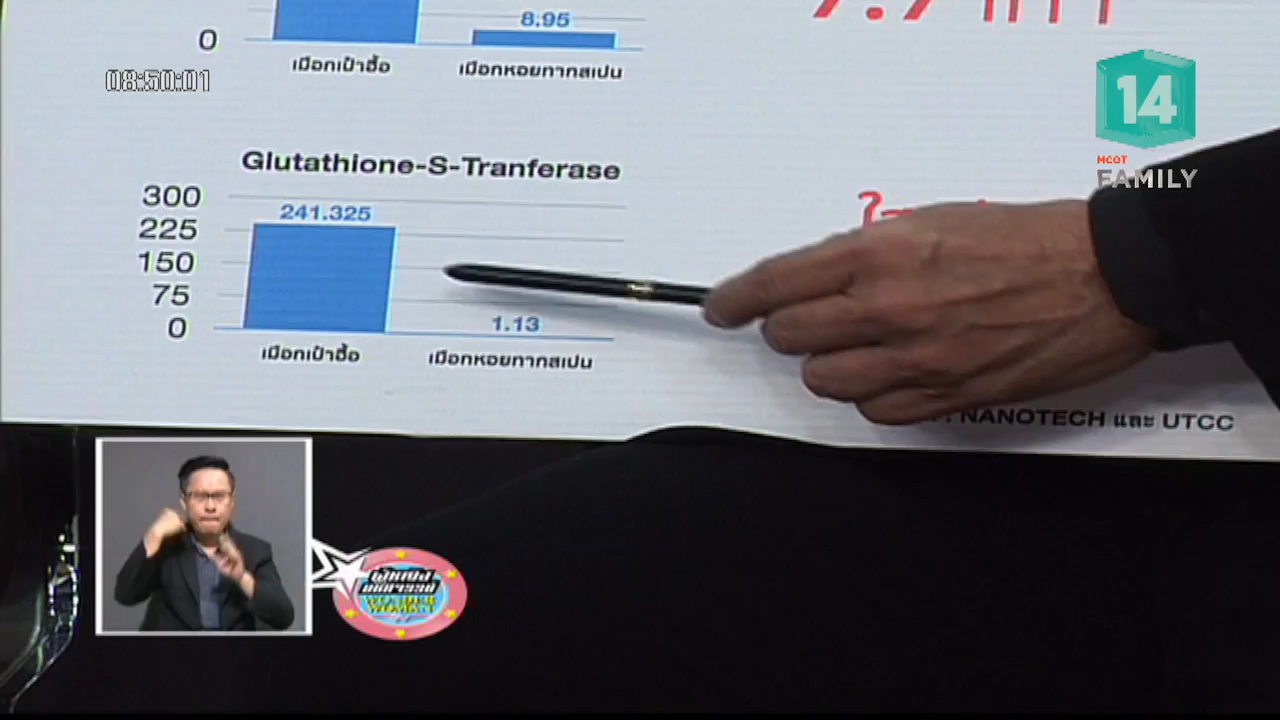 8.95
0
เมือกเป๋าฮื้อ
เมือกหอยทากสเปน
08:50:01
14
MCOT
FAMILY
Glutathione-S-Tranferase
300
225
150
75
0
241.325
1.13
เมือกเป๋าฮื้อ
เมือกหอยทากสเปน
NANOTECH และ UTCC